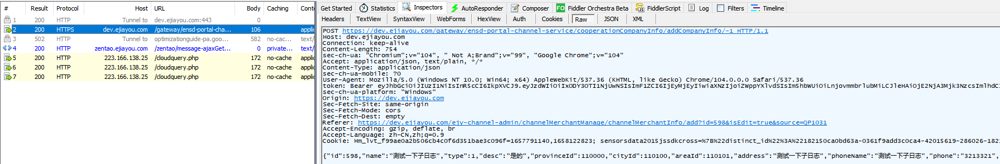 # Result Protocol Host URL Body Caching Conte
1 200 HTTP Tunnel to dev.ejiayou.com:443 0
2 200 HTTPS dev.ejiayou.com /gateway/ensd-portal-cha... 106 applic
3 502 HTTP Tunnel to optimizationguide-pa.goo... 582 no-cac... text/
4 200 HTTP zentao.ejiayou.com /zentao/message-ajaxGet... 0 private... text/
5 200 HTTP 223.166.138.25 /cloudquery.php 172 no-cache applic
6 200 HTTP 223.166.138.25 /cloudquery.php 172 no-cache applic
7 200 HTTP 223.166.138.25 /cloudquery.php 172 no-cache applic
Get Started Statistics Inspectors AutoResponder Composer FO Fiddler Orchestra Beta FiddlerScript Log Filters Timeline
Headers TextView SyntaxView WebForms HexView Auth Cookies Raw JSON XML
POST https://dev.ejiayou.com/gateway/ensd-portal-channel-service/cooperationCompanyInfo/addCompanyInfo/-1 HTTP/1.1
Host: dev.ejiayou.com
Connection: keep-alive
Content-Length: 754
sec-ch-ua: "Chromium";v="104", " Not A;Brand";v="99", "Google Chrome";v="104"
Accept: application/json, text/plain, */*
Content-Type: application/json
sec-ch-ua-mobile: ?0
User-Agent: Mozilla/5.0 (Windows NT 10.0; Win64; x64) AppleWebKit/537.36 (KHTML, like Gecko) Chrome/104.0.0.0 Safari/537.36
token: Bearer
sec-ch-ua-platform: "Windows"
Origin: https://dev.ejiayou.com
Sec-Fetch-Site: same-origin
Sec-Fetch-Mode: cors
Sec-Fetch-Dest: empty
Referer: https://dev.ejiayou.com/ejy-channel-admin/channelMerchantManage/channelMerchantInfo/add?id=598&isEdit=true&source=QP1031
Accept-Encoding: gzip, deflate, br
Accept-Language: zh-CN,zh;q=0.9
Cookie: Hm_lvt_f99ae0a2b506cb4c0f6d351bae3c096f=1657791140,1658122823; sensorsdata2015jssdkcross=%7B%22distinct_id%22%3A%22182150ca0bd63a-0361f9add3c0ca4-42015619-286026-1821
{"id":598,"name":"测试一下子日志","type":1,"desc":"是的","provinceId":110000,"cityId":110100,"areaId":110101,"address":"测试一下子日志","phoneName":"测试一下子日志","phone":"3213321",